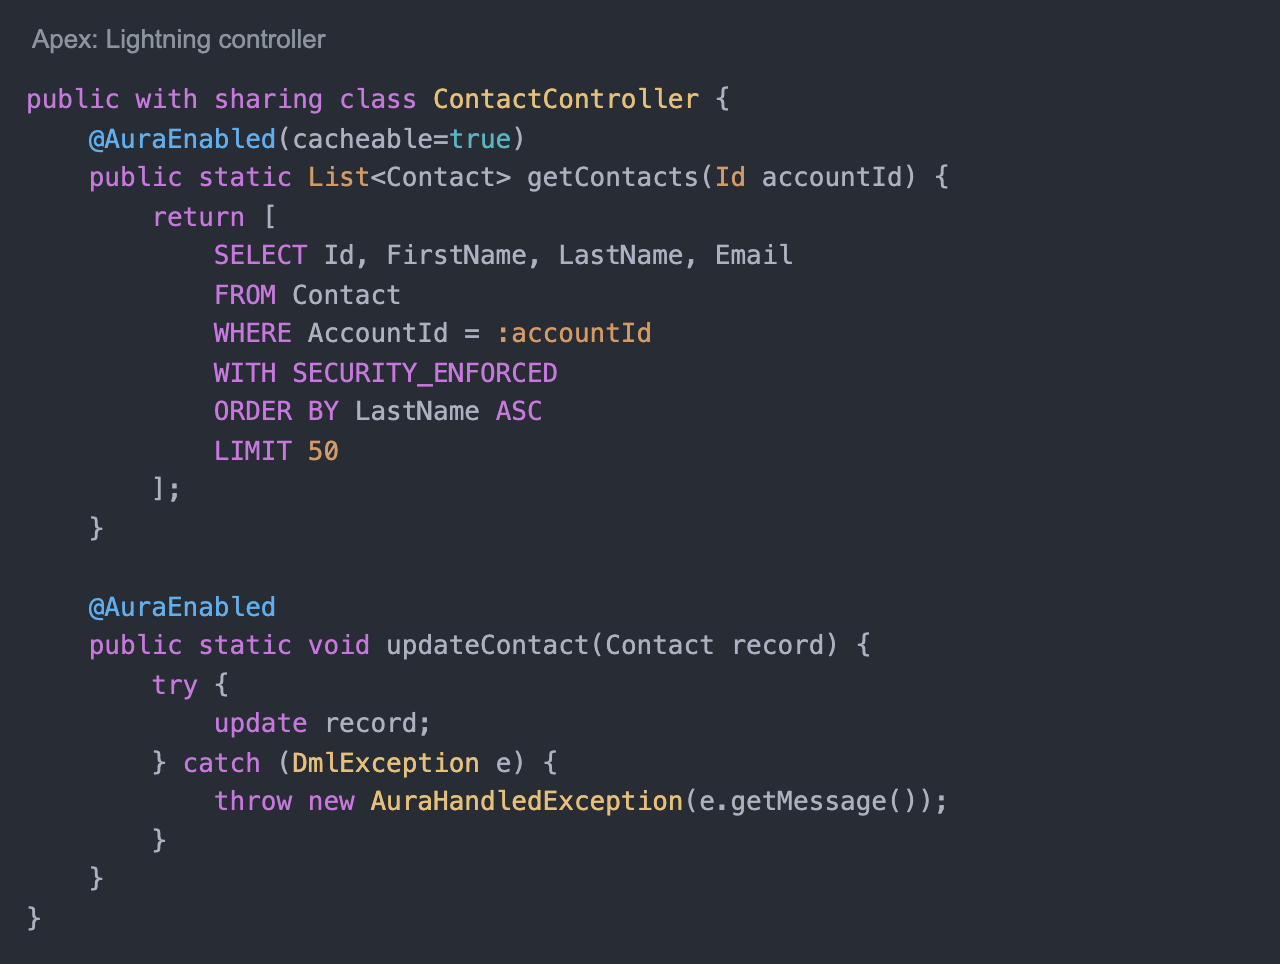 Apex: Lightning controller
public with sharing class ContactController {
    @AuraEnabled(cacheable=true)
    public static List<Contact> getContacts(Id accountId) {
        return [
            SELECT Id, FirstName, LastName, Email
            FROM Contact
            WHERE AccountId = :accountId
            WITH SECURITY_ENFORCED
            ORDER BY LastName ASC
            LIMIT 50
        ];
    }

    @AuraEnabled
    public static void updateContact(Contact record) {
        try {
            update record;
        } catch (DmlException e) {
            throw new AuraHandledException(e.getMessage());
        }
    }
}